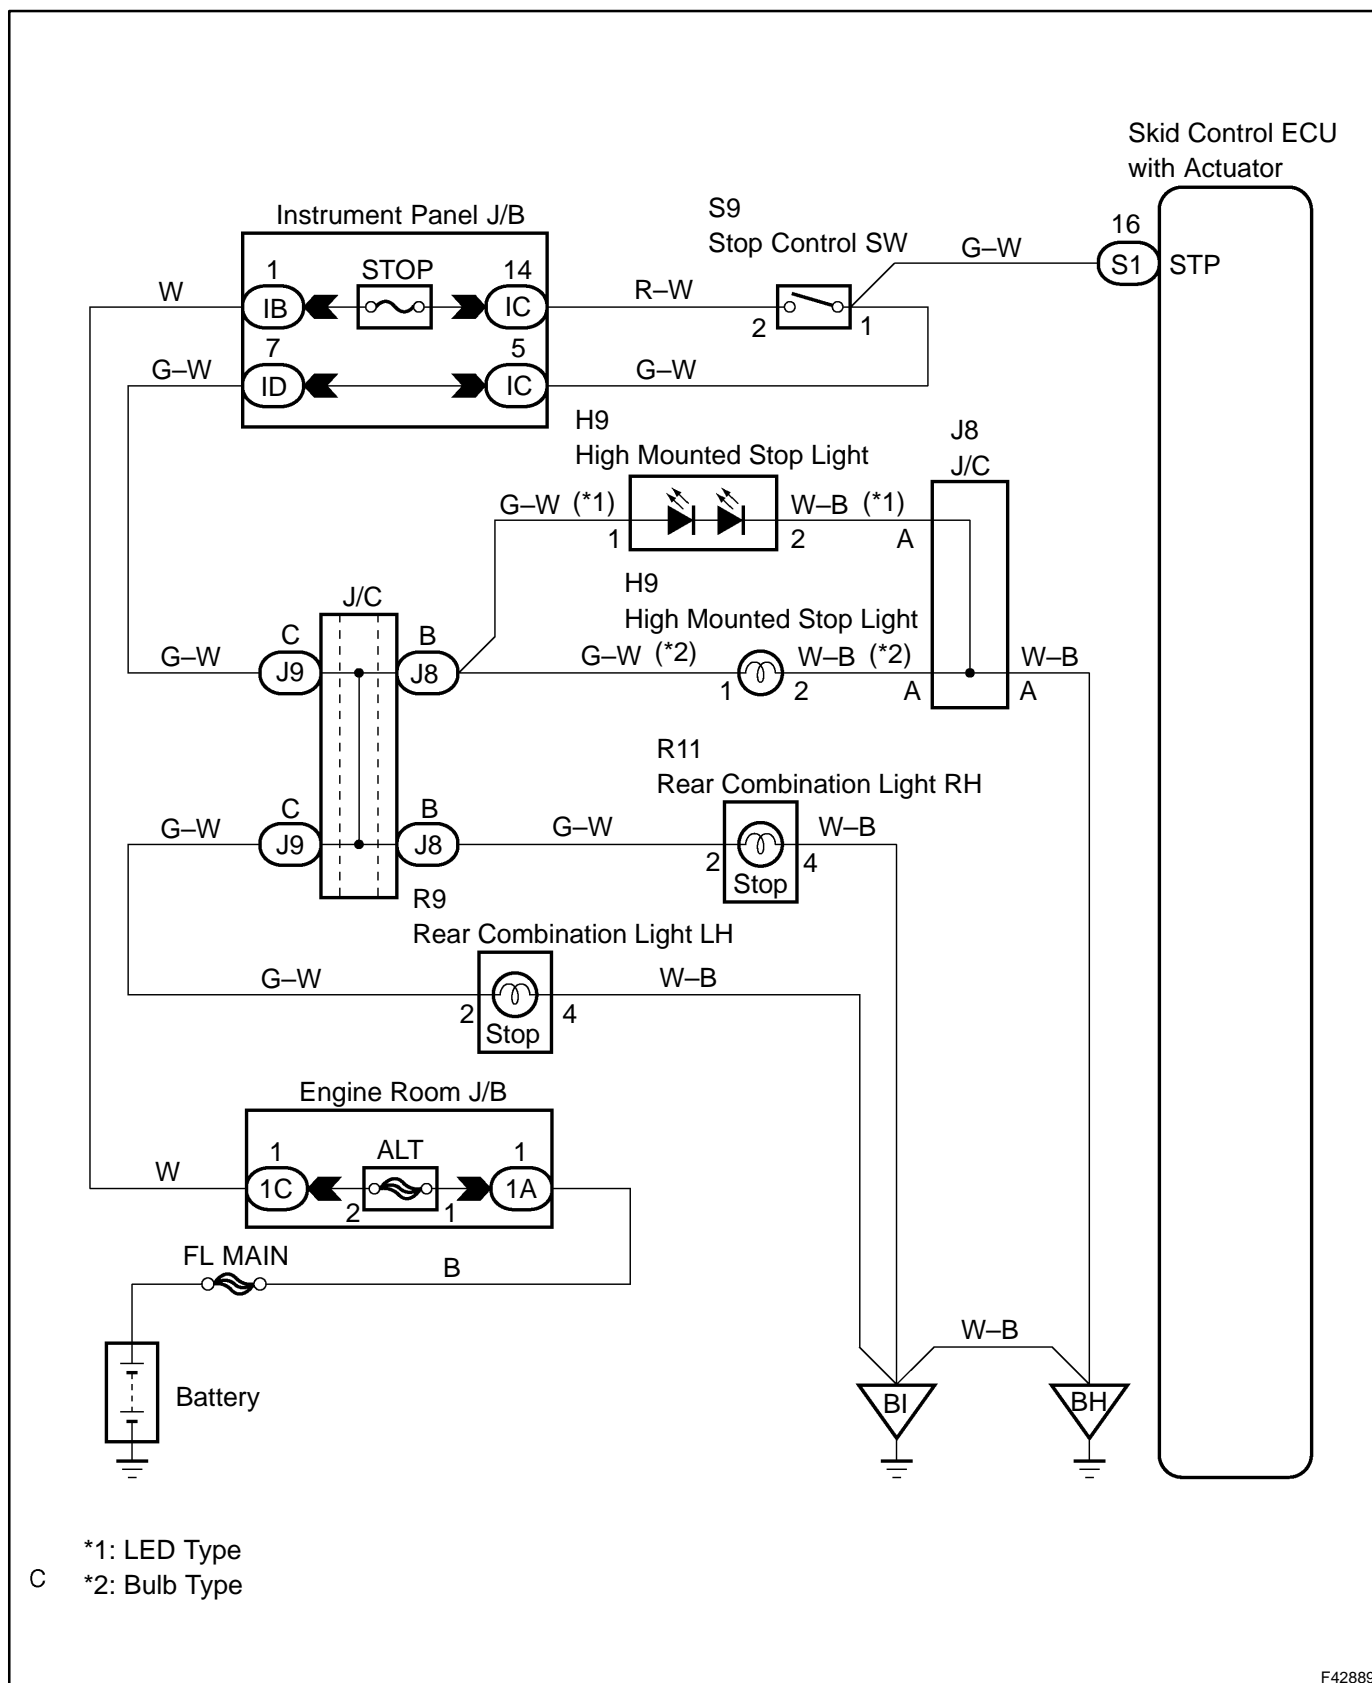 Skid Control ECU
with Actuator
S9
Stop Control SW
16
S1
STP
G–W
Instrument Panel J/B
1
STOP
14
W
IB
IC
R–W
2
1
7
5
G–W
ID
IC
G–W
H9
High Mounted Stop Light
J8
J/C
G–W (*1)
1
W–B (*1)
2
A
H9
High Mounted Stop Light
J/C
C
B
G–W
J9
J8
G–W (*2)
1
W–B (*2)
2
A
W–B
A
R11
Rear Combination Light RH
C
B
G–W
J9
J8
G–W
2
Stop
4
W–B
R9
Rear Combination Light LH
G–W
2
Stop
4
W–B
Engine Room J/B
1
ALT
1
W
1C
2
1
1A
FL MAIN
B
W–B
Battery
BI
BH
*1: LED Type
C
*2: Bulb Type
F42889